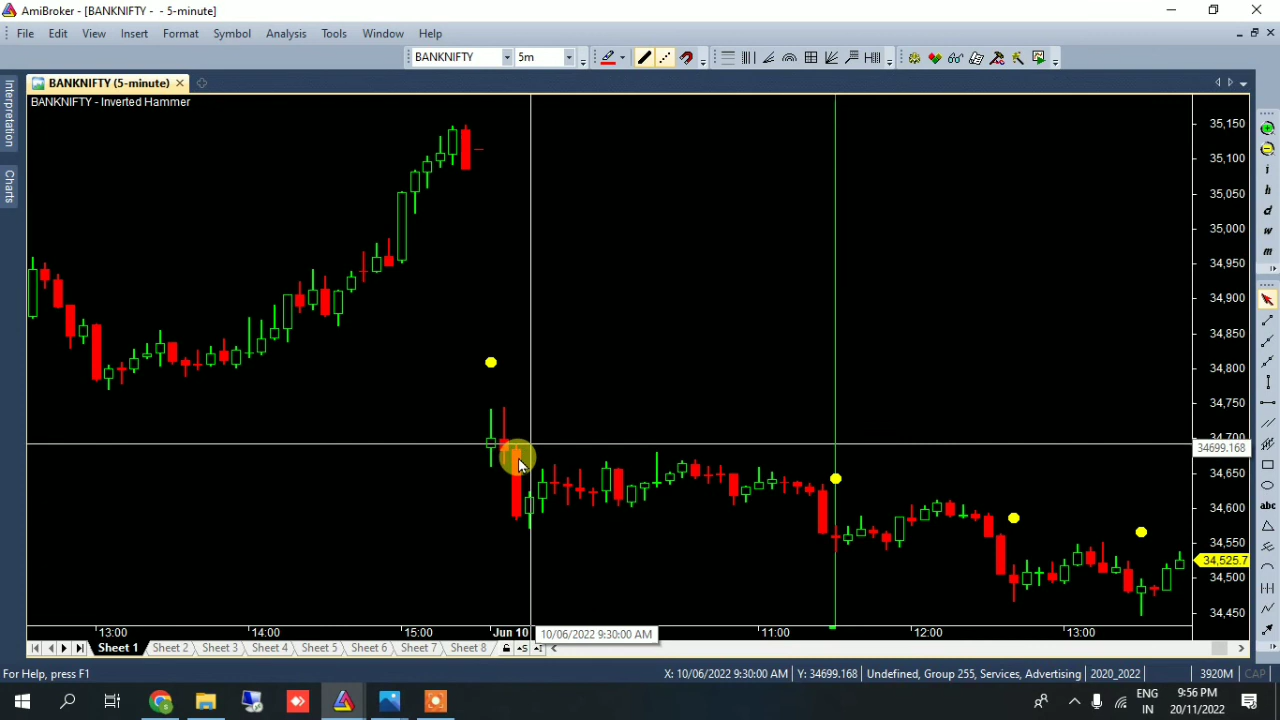 AmiBroker - [BANKNIFTY - - 5-minute]
File Edit View Insert Format Symbol Analysis Tools Window Help
BANKNIFTY 5m
BANKNIFTY (5-minute)
BANKNIFTY - Inverted Hammer
Interpretation
Charts
35,150
35,100
35,050
35,000
34,950
34,900
34,850
34,800
34,750
34,700
34699.168
34,650
34,600
34,550
34,525.7
34,500
34,450
i
h
d
w
m
abc
13:00 14:00 15:00 Jun 10 11:00 12:00 13:00
10/06/2022 9:30:00 AM
Sheet 1 Sheet 2 Sheet 3 Sheet 4 Sheet 5 Sheet 6 Sheet 7 Sheet 8
For Help, press F1 X: 10/06/2022 9:30:00 AM Y: 34699.168 Undefined, Group 255, Services, Advertising 2020_2022 3920M CAP
ENG 9:56 PM
IN 20/11/2022